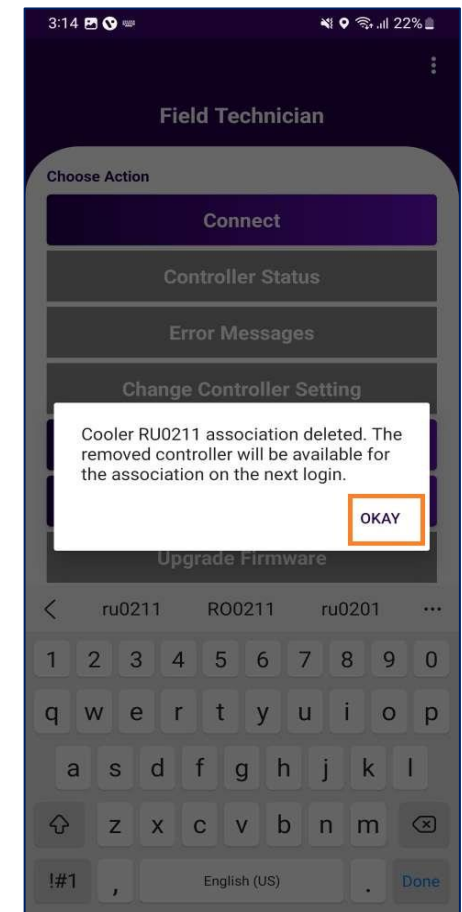 3:14 22%
Field Technician
Choose Action
Connect
Controller Status
Error Messages
Change Controller Setting
Cooler RU0211 association deleted. The
removed controller will be available for
the association on the next login.
OKAY
Upgrade Firmware
ru0211 RO0211 ru0201 ...
1 2 3 4 5 6 7 8 9 0
q w e r t y u i o p
a s d f g h j k l
z x c v b n m
!#1 , English (US) . Done